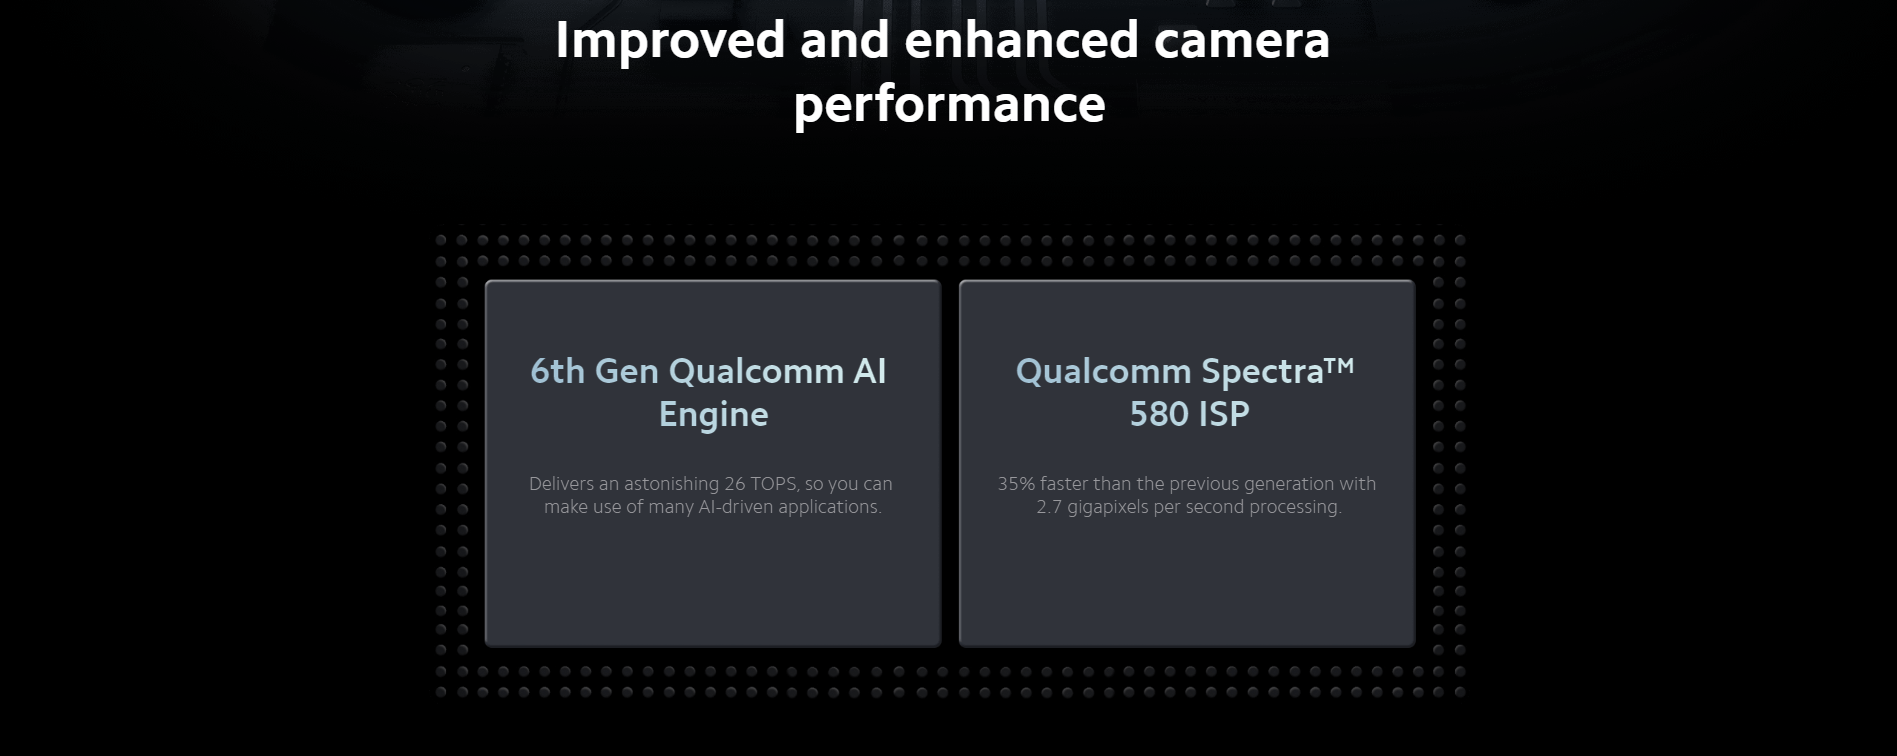 Improved and enhanced camera
performance
6th Gen Qualcomm AI
Engine
Delivers an astonishing 26 TOPS, so you can
make use of many AI-driven applications.
Qualcomm Spectra™
580 ISP
35% faster than the previous generation with
2.7 gigapixels per second processing.